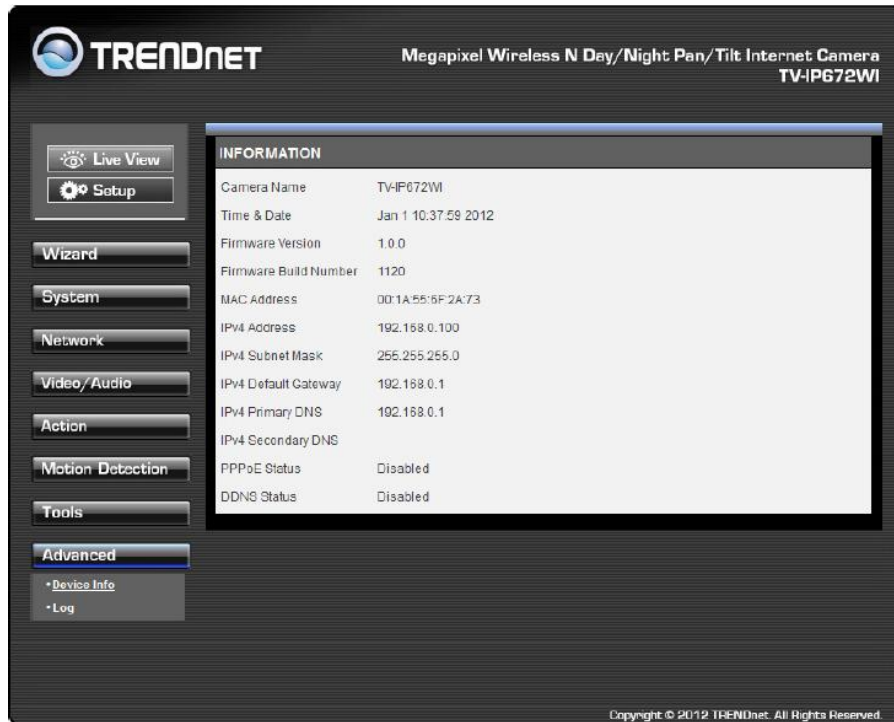 TRENDNET
Megapixel Wireless N Day/Night Pan/Tilt Internet Camera
TV-IP672WI
Live View
Setup
Wizard
System
Network
Video/Audio
Action
Motion Detection
Tools
Advanced
•Device Info
•Log
INFORMATION
Camera Name TV-IP672WI
Time & Date Jan 1 10:37:59 2012
Firmware Version 1.0.0
Firmware Build Number 1120
MAC Address 00:1A:55:6F:2A:73
IPv4 Address 192.168.0.100
IPv4 Subnet Mask 255.255.255.0
IPv4 Default Gateway 192.168.0.1
IPv4 Primary DNS 192.168.0.1
IPv4 Secondary DNS
PPPoE Status Disabled
DDNS Status Disabled
Copyright © 2012 TRENDnet. All Rights Reserved.